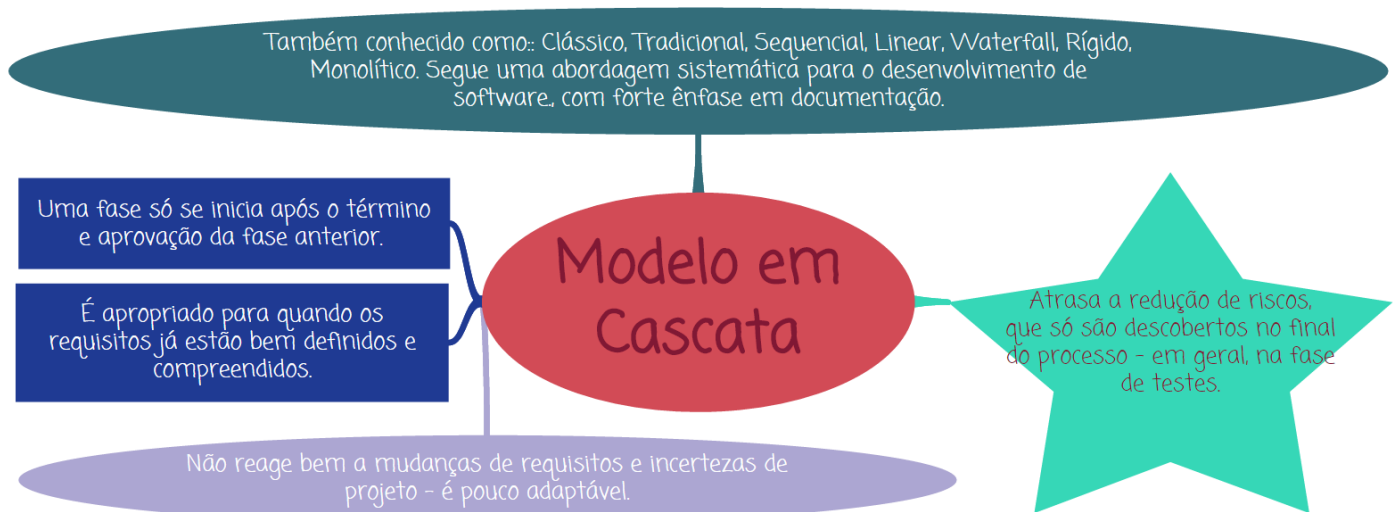 Também conhecido como:: Clássico, Tradicional, Sequencial, Linear, Waterfall, Rígido,
Monolítico. Segue uma abordagem sistemática para o desenvolvimento de
software., com forte ênfase em documentação.
Uma fase só se inicia após o término
e aprovação da fase anterior.
É apropriado para quando os
requisitos já estão bem definidos e
compreendidos.
Modelo em
Cascata
Atrasa a redução de riscos,
que só são descobertos no final
do processo - em geral, na fase
de testes.
Não reage bem a mudanças de requisitos e incertezas de
projeto - é pouco adaptável.